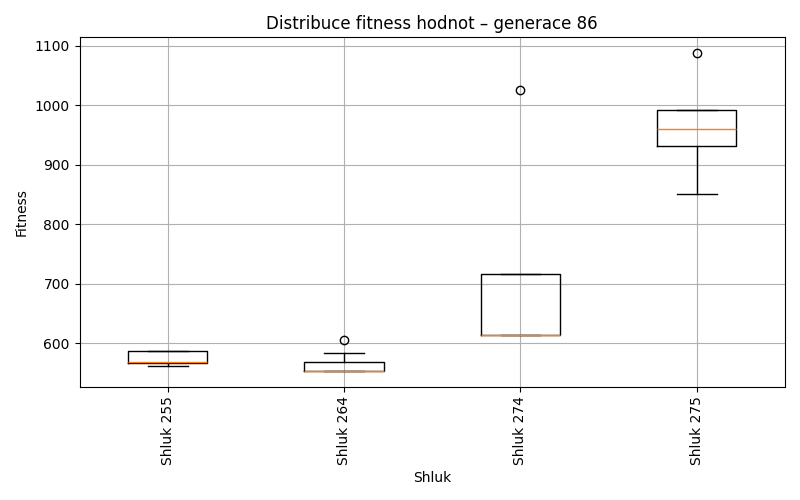 Distribuce fitness hodnot – generace 86
1100
1000
900
800
700
600
Fitness
Shluk 255
Shluk 264
Shluk 274
Shluk 275
Shluk